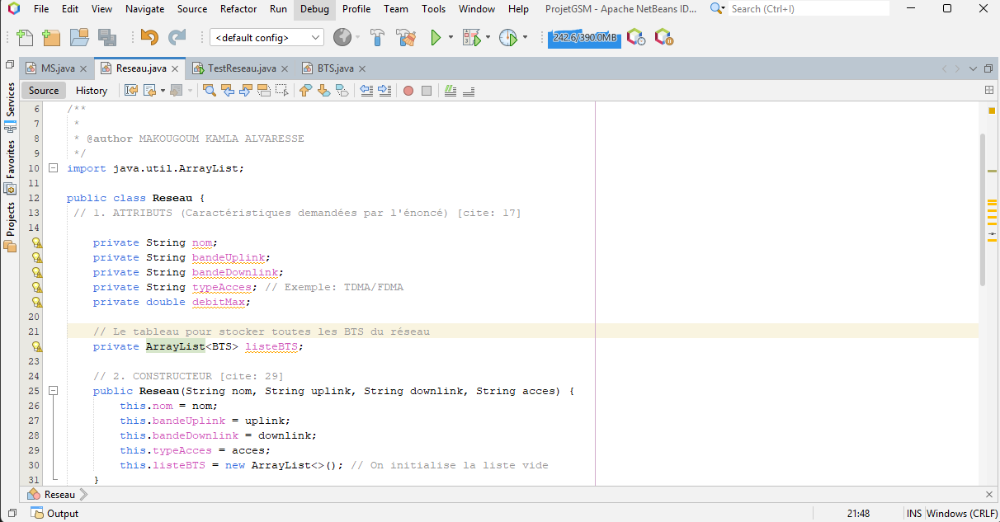 File Edit View Navigate Source Refactor Run Debug Profile Team Tools Window Help ProjetGSM - Apache NetBeans ID... Search (Ctrl+I)
<default config> 242.6/390.0MB
MS.java Reseau.java TestReseau.java BTS.java
Source History
Services
Favorites
Projects
6 /**
7 *
8 * @author MAKOUGOUM KAMLA ALVARESSE
9 */
10 import java.util.ArrayList;
11
12 public class Reseau {
13 // 1. ATTRIBUTS (Caractéristiques demandées par l'énoncé) [cite: 17]
14
private String nom;
private String bandeUplink;
private String bandeDownlink;
private String typeAcces; // Exemple: TDMA/FDMA
private double debitMax;
20
21 // Le tableau pour stocker toutes les BTS du réseau
private ArrayList<BTS> listeBTS;
23
24 // 2. CONSTRUCTEUR [cite: 29]
25 public Reseau(String nom, String uplink, String downlink, String acces) {
26 this.nom = nom;
27 this.bandeUplink = uplink;
28 this.bandeDownlink = downlink;
29 this.typeAcces = acces;
30 this.listeBTS = new ArrayList<>(); // On initialise la liste vide
31 }
Reseau
Output 21:48 INS Windows (CRLF)